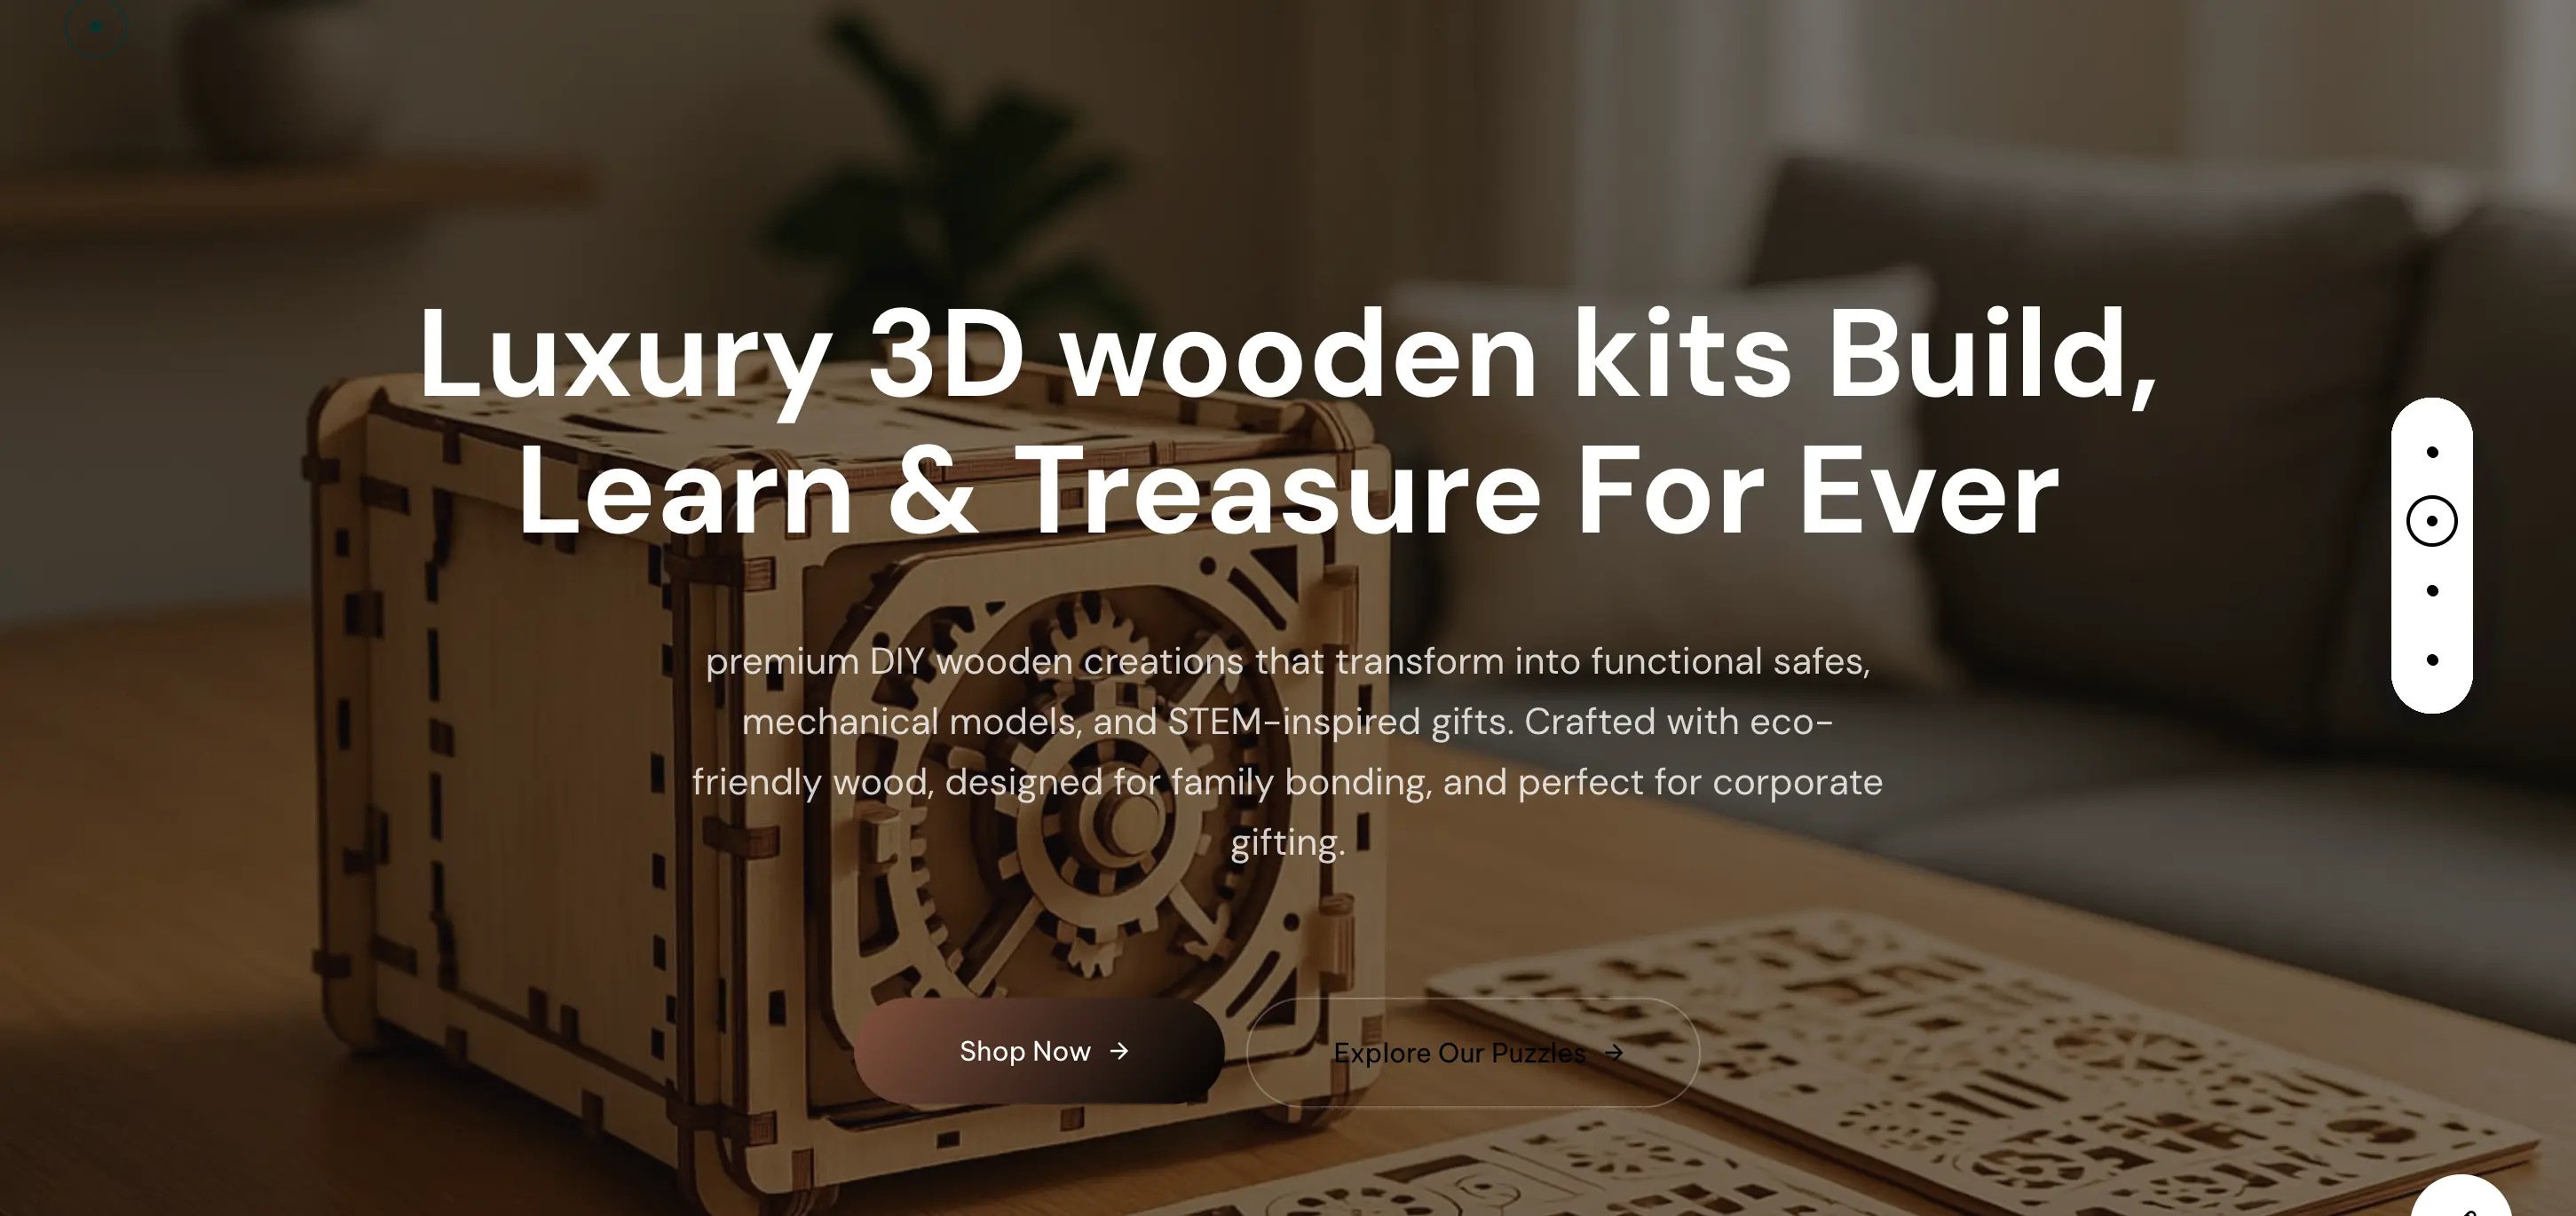 Luxury 3D wooden kits Build,
Learn & Treasure For Ever
premium DIY wooden creations that transform into functional safes,
mechanical models, and STEM-inspired gifts. Crafted with eco-
friendly wood, designed for family bonding, and perfect for corporate
gifting.
Shop Now →
Explore Our Puzzles →